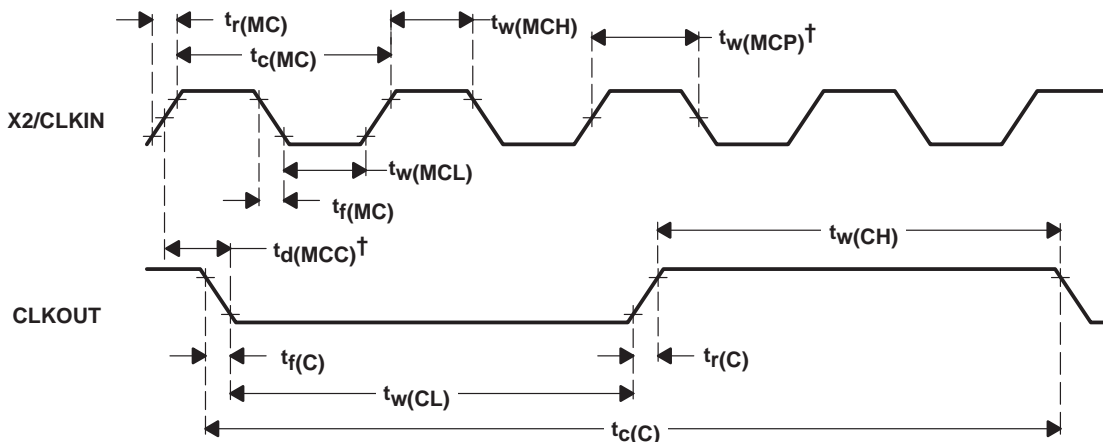 tr(MC)
tw(MCH)
tw(MCP)†
tc(MC)
X2/CLKIN
tw(MCL)
tf(MC)
tw(CH)
td(MCC)†
CLKOUT
tf(C)
tr(C)
tw(CL)
tc(C)